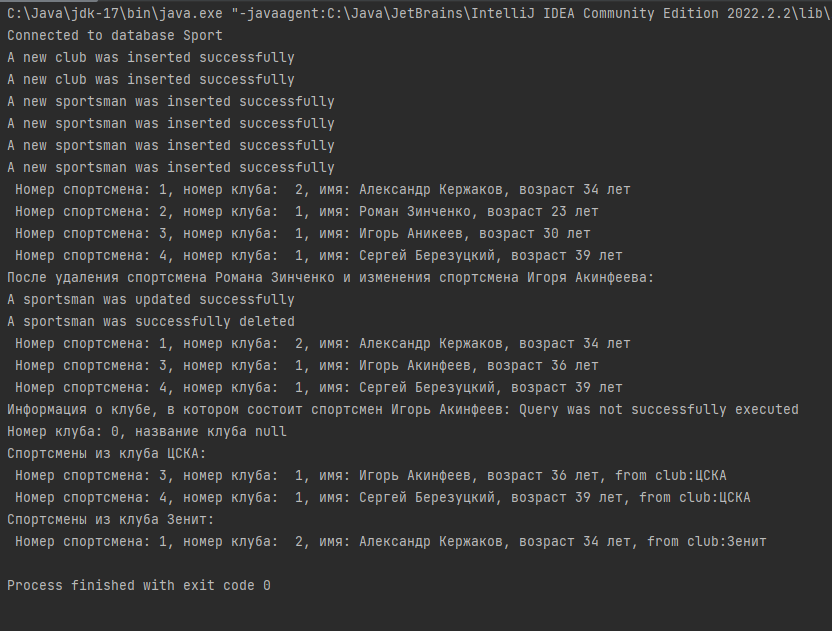 C:\Java\jdk-17\bin\java.exe "-javaagent:C:\Java\JetBrains\IntelliJ IDEA Community Edition 2022.2.2\lib\
Connected to database Sport
A new club was inserted successfully
A new club was inserted successfully
A new sportsman was inserted successfully
A new sportsman was inserted successfully
A new sportsman was inserted successfully
A new sportsman was inserted successfully
Номер спортсмена: 1, номер клуба:  2, имя: Александр Кержаков, возраст 34 лет
Номер спортсмена: 2, номер клуба:  1, имя: Роман Зинченко, возраст 23 лет
Номер спортсмена: 3, номер клуба:  1, имя: Игорь Аникеев, возраст 30 лет
Номер спортсмена: 4, номер клуба:  1, имя: Сергей Березуцкий, возраст 39 лет
После удаления спортсмена Романа Зинченко и изменения спортсмена Игоря Акинфеева:
A sportsman was updated successfully
A sportsman was successfully deleted
Номер спортсмена: 1, номер клуба:  2, имя: Александр Кержаков, возраст 34 лет
Номер спортсмена: 3, номер клуба:  1, имя: Игорь Акинфеев, возраст 36 лет
Номер спортсмена: 4, номер клуба:  1, имя: Сергей Березуцкий, возраст 39 лет
Информация о клубе, в котором состоит спортсмен Игорь Акинфеев: Query was not successfully executed
Номер клуба: 0, название клуба null
Спортсмены из клуба ЦСКА:
Номер спортсмена: 3, номер клуба:  1, имя: Игорь Акинфеев, возраст 36 лет, from club:ЦСКА
Номер спортсмена: 4, номер клуба:  1, имя: Сергей Березуцкий, возраст 39 лет, from club:ЦСКА
Спортсмены из клуба Зенит:
Номер спортсмена: 1, номер клуба:  2, имя: Александр Кержаков, возраст 34 лет, from club:Зенит
Process finished with exit code 0